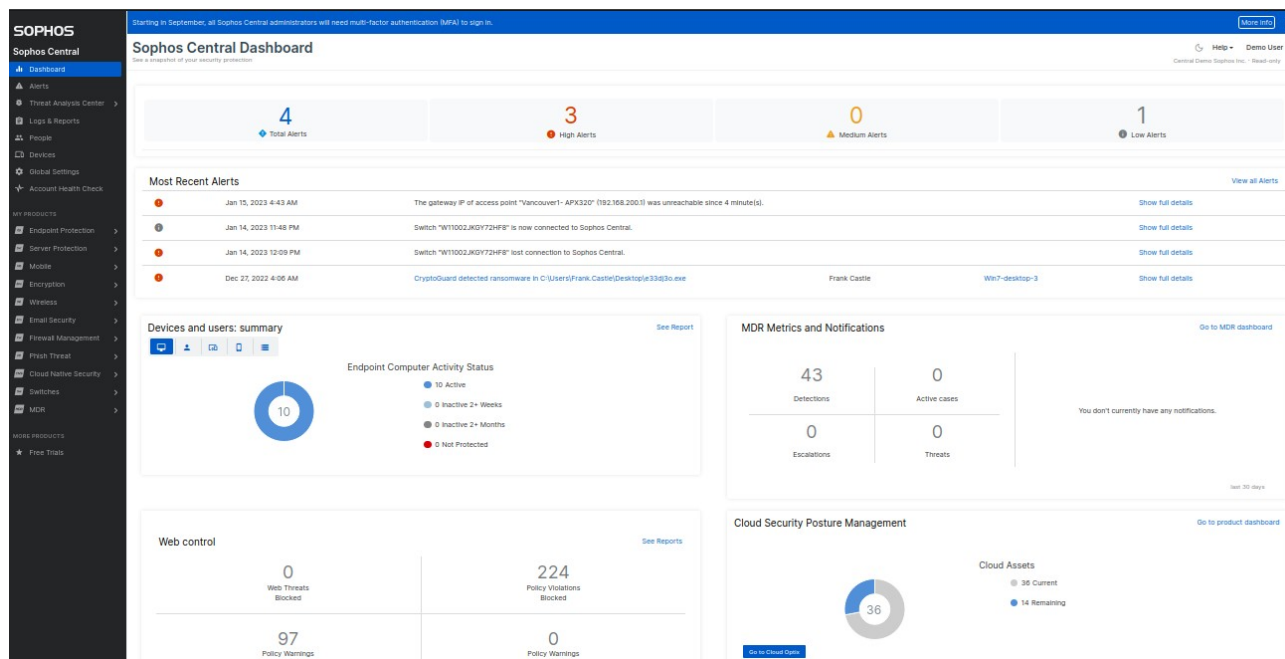 SOPHOS
Sophos Central
Dashboard
Alerts
Threat Analysis Center
Logs & Reports
People
Devices
Global Settings
Account Health Check
MY PRODUCTS
Endpoint Protection
Server Protection
Mobile
Encryption
Wireless
Email Security
Firewall Management
Phish Threat
Cloud Native Security
Switches
MDR
MORE PRODUCTS
Free Trials
Starting in September, all Sophos Central administrators will need multi-factor authentication (MFA) to sign in.
More Info
Sophos Central Dashboard
See a snapshot of your security protection
Help
Demo User
Central Demo Sophos Inc. - Read-only
4
Total Alerts
3
High Alerts
0
Medium Alerts
1
Low Alerts
Most Recent Alerts
View all Alerts
Jan 15, 2023 4:43 AM The gateway IP of access point "Vancouver1- APX320" (192.168.200.1) was unreachable since 4 minute(s). Show full details
Jan 14, 2023 11:48 PM Switch "W11002JKGY72HF8" is now connected to Sophos Central. Show full details
Jan 14, 2023 12:09 PM Switch "W11002JKGY72HF8" lost connection to Sophos Central. Show full details
Dec 27, 2022 4:06 AM CryptoGuard detected ransomware in C:\Users\Frank.Castle\Desktop\e33d|3o.exe Frank Castle Win7-desktop-3 Show full details
Devices and users: summary
See Report
Endpoint Computer Activity Status
10
10 Active
0 Inactive 2+ Weeks
0 Inactive 2+ Months
0 Not Protected
MDR Metrics and Notifications
Go to MDR dashboard
43
Detections
0
Active cases
0
Escalations
0
Threats
You don't currently have any notifications.
last 30 days
Web control
See Reports
0
Web Threats
Blocked
224
Policy Violations
Blocked
97
Policy Warnings
0
Policy Warnings
Cloud Security Posture Management
Go to product dashboard
Cloud Assets
36
36 Current
14 Remaining
Go to Cloud Optix